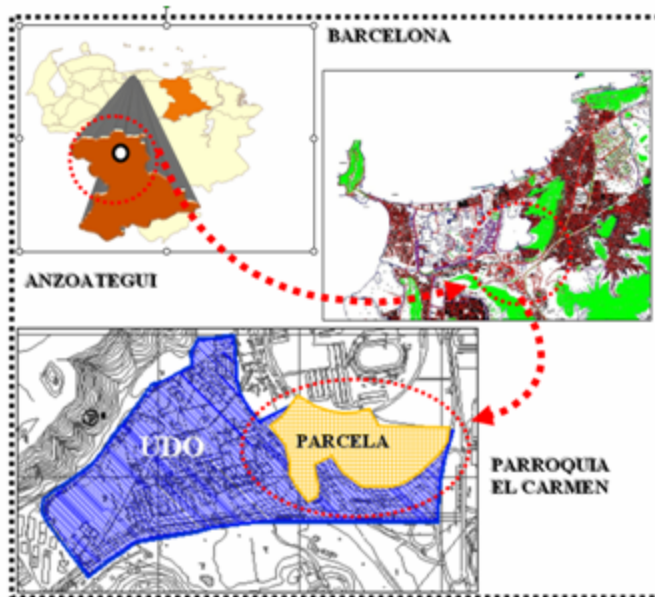 BARCELONA
ANZOATEGUI
UDO
PARCELA
PARROQUIA
EL CARMEN